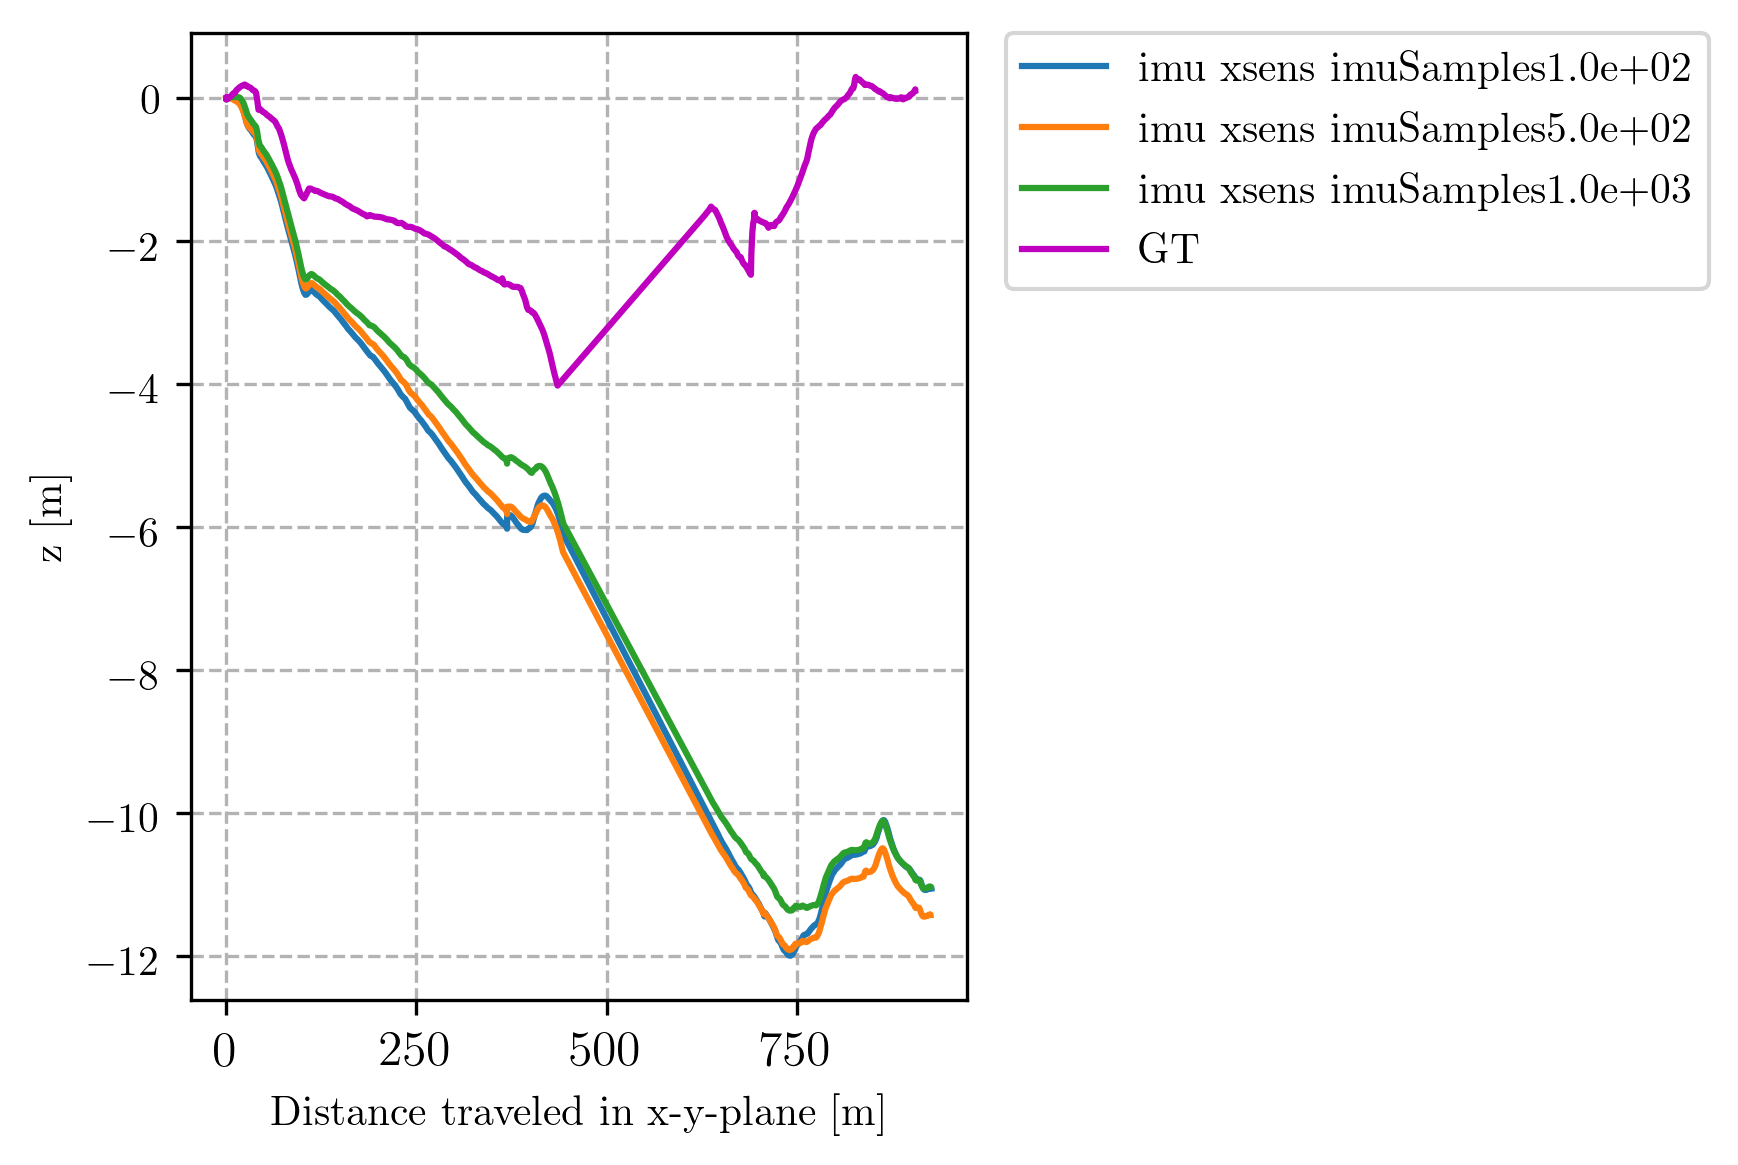 imu xsens imuSamples1.0e+02
imu xsens imuSamples5.0e+02
imu xsens imuSamples1.0e+03
GT
0
−2
−4
−6
−8
−10
−12
z [m]
0 250 500 750
Distance traveled in x-y-plane [m]